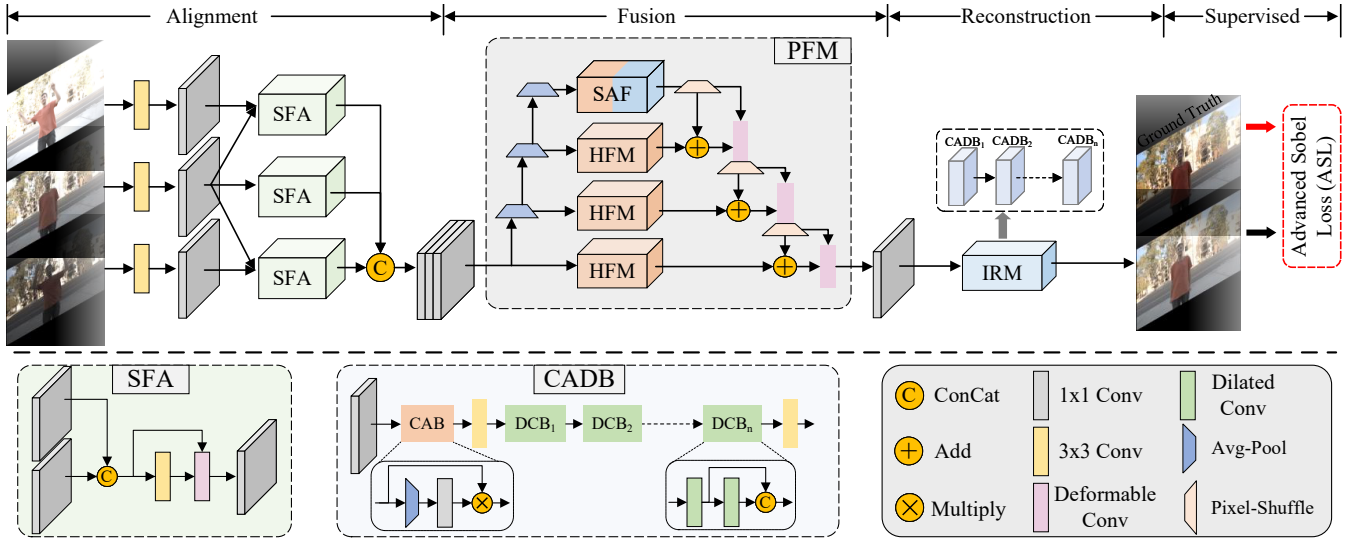 Alignment
Fusion
Reconstruction
Supervised
PFM
SFA
SFA
SFA
C
SAF
HFM
HFM
HFM
+
+
+
CADB1
CADB2
CADBn
IRM
Ground Truth
Advanced Sobel
Loss (ASL)
SFA
C
CADB
CAB
DCB1
DCB2
DCBn
×
C
C
ConCat
+
Add
×
Multiply
1x1 Conv
3x3 Conv
Deformable
Conv
Dilated
Conv
Avg-Pool
Pixel-Shuffle